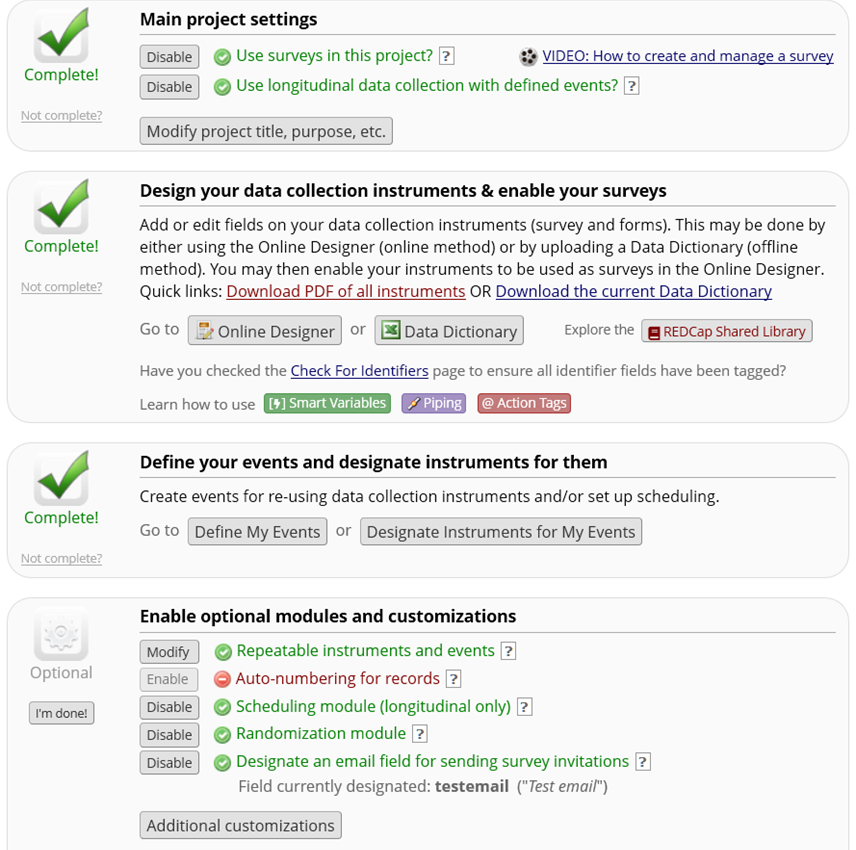 Main project settings
Disable Use surveys in this project? ? VIDEO: How to create and manage a survey
Complete!
Disable Use longitudinal data collection with defined events? ?
Not complete?
Modify project title, purpose, etc.
Design your data collection instruments & enable your surveys
Add or edit fields on your data collection instruments (survey and forms). This may be done by
Complete!
either using the Online Designer (online method) or by uploading a Data Dictionary (offline
method). You may then enable your instruments to be used as surveys in the Online Designer.
Not complete?
Quick links: Download PDF of all instruments OR Download the current Data Dictionary
Go to Online Designer or Data Dictionary Explore the REDCap Shared Library
Have you checked the Check For Identifiers page to ensure all identifier fields have been tagged?
Learn how to use [⚡] Smart Variables Piping @ Action Tags
Define your events and designate instruments for them
Create events for re-using data collection instruments and/or set up scheduling.
Complete!
Go to Define My Events or Designate Instruments for My Events
Not complete?
Enable optional modules and customizations
Modify Repeatable instruments and events ?
Optional
Enable Auto-numbering for records ?
I'm done!
Disable Scheduling module (longitudinal only) ?
Disable Randomization module ?
Disable Designate an email field for sending survey invitations ?
Field currently designated: testemail ("Test email")
Additional customizations